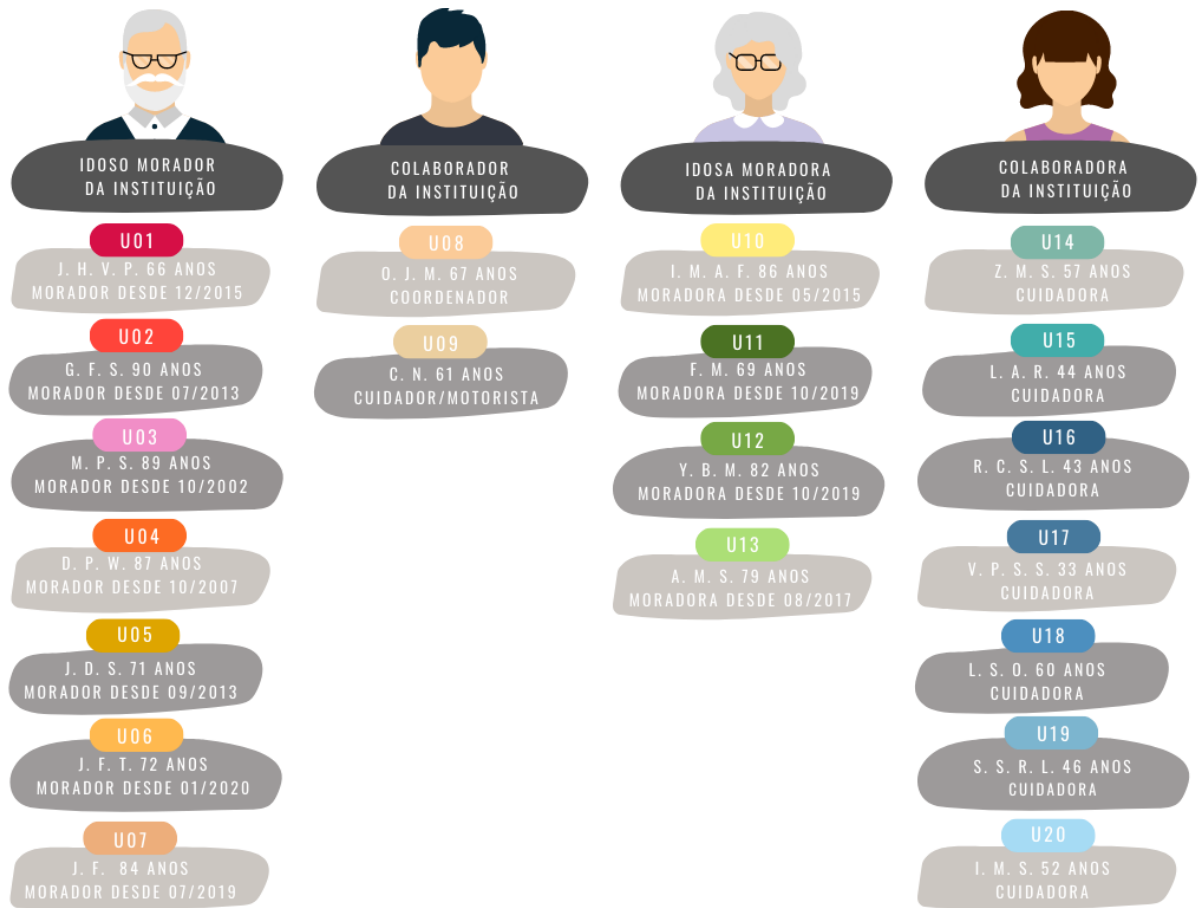 IDOSO MORADOR
DA INSTITUIÇÃO
U01
J. H. V. P. 66 ANOS
MORADOR DESDE 12/2015
U02
G. F. S. 90 ANOS
MORADOR DESDE 07/2013
U03
M. P. S. 89 ANOS
MORADOR DESDE 10/2002
U04
D. P. W. 87 ANOS
MORADOR DESDE 10/2007
U05
J. D. S. 71 ANOS
MORADOR DESDE 09/2013
U06
J. F. T. 72 ANOS
MORADOR DESDE 01/2020
U07
J. F. 84 ANOS
MORADOR DESDE 07/2019
COLABORADOR
DA INSTITUIÇÃO
U08
O. J. M. 67 ANOS
COORDENADOR
U09
C. N. 61 ANOS
CUIDADOR/MOTORISTA
IDOSA MORADORA
DA INSTITUIÇÃO
U10
I. M. A. F. 86 ANOS
MORADORA DESDE 05/2015
U11
F. M. 69 ANOS
MORADORA DESDE 10/2019
U12
Y. B. M. 82 ANOS
MORADORA DESDE 10/2019
U13
A. M. S. 79 ANOS
MORADORA DESDE 08/2017
COLABORADORA
DA INSTITUIÇÃO
U14
Z. M. S. 57 ANOS
CUIDADORA
U15
L. A. R. 44 ANOS
CUIDADORA
U16
R. C. S. L. 43 ANOS
CUIDADORA
U17
V. P. S. S. 33 ANOS
CUIDADORA
U18
L. S. O. 60 ANOS
CUIDADORA
U19
S. S. R. L. 46 ANOS
CUIDADORA
U20
I. M. S. 52 ANOS
CUIDADORA